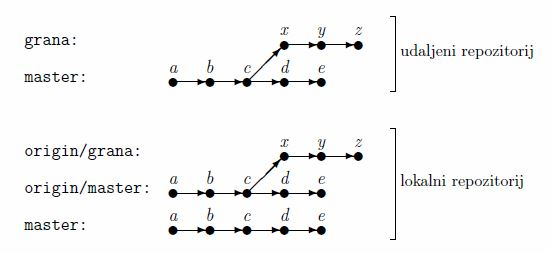 x y z
grana:
udaljeni repozitorij
a b c d e
master:
x y z
origin/grana:
a b c d e
origin/master:
lokalni repozitorij
a b c d e
master: